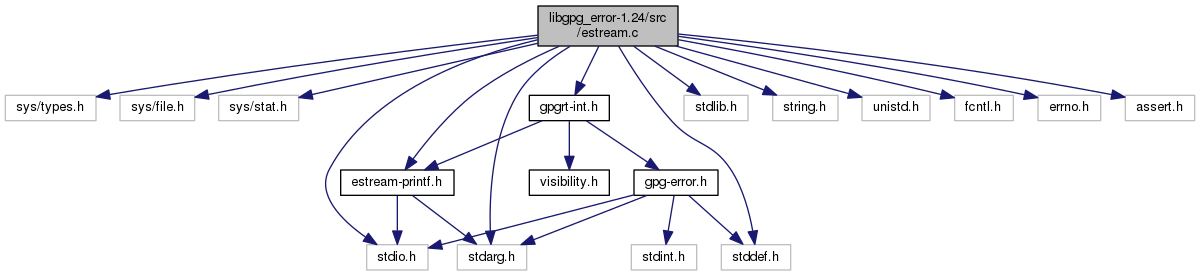 libgpg_error-1.24/src
/estream.c
sys/types.h
sys/file.h
sys/stat.h
gpgrt-int.h
stdlib.h
string.h
unistd.h
fcntl.h
errno.h
assert.h
estream-printf.h
visibility.h
gpg-error.h
stdio.h
stdarg.h
stdint.h
stddef.h